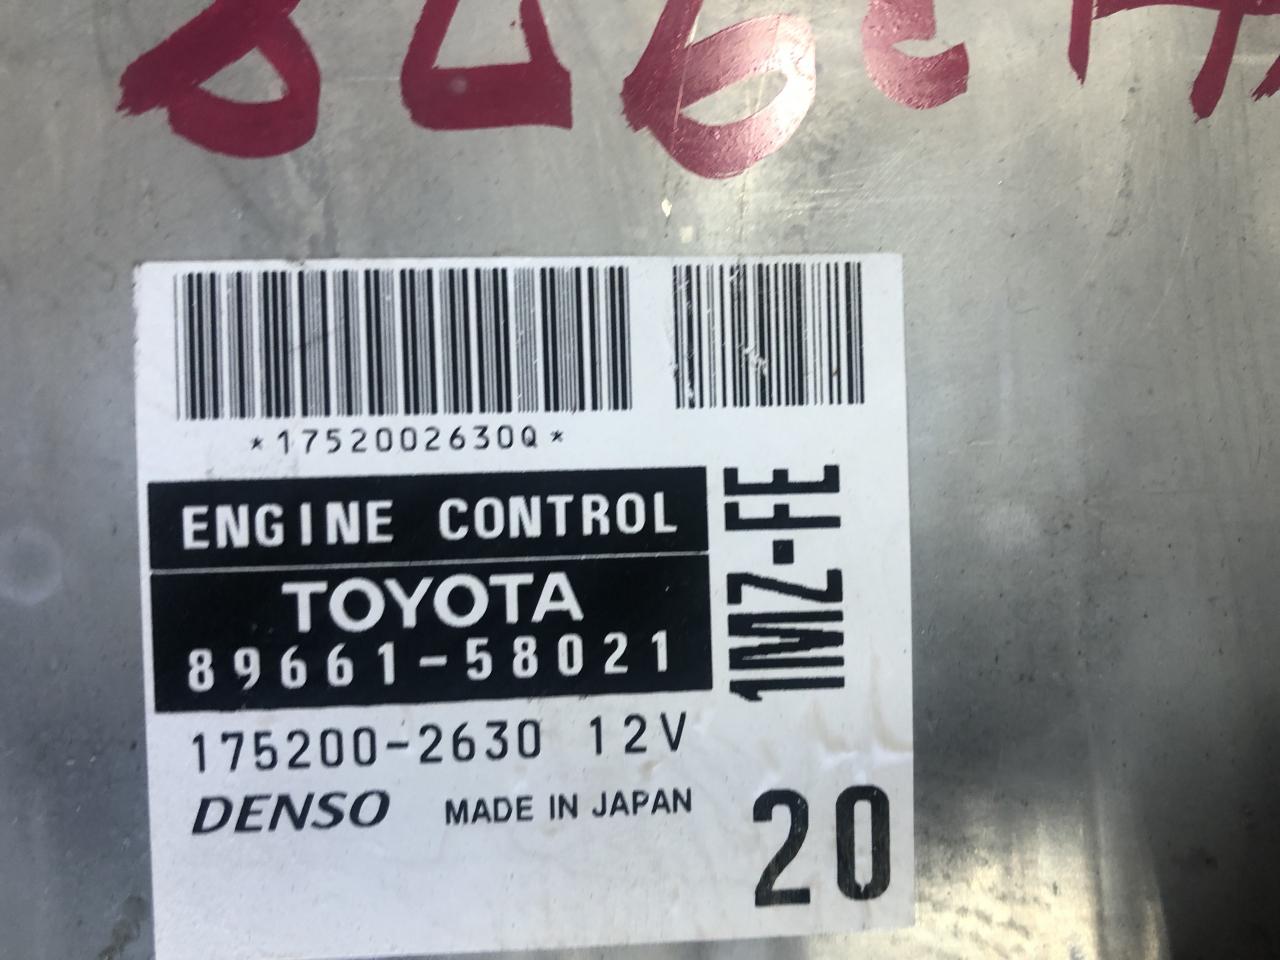 *1752002630Q*
ENGINE CONTROL
TOYOTA
89661-58021
1MZ-FE
175200-2630 12V
DENSO MADE IN JAPAN
20